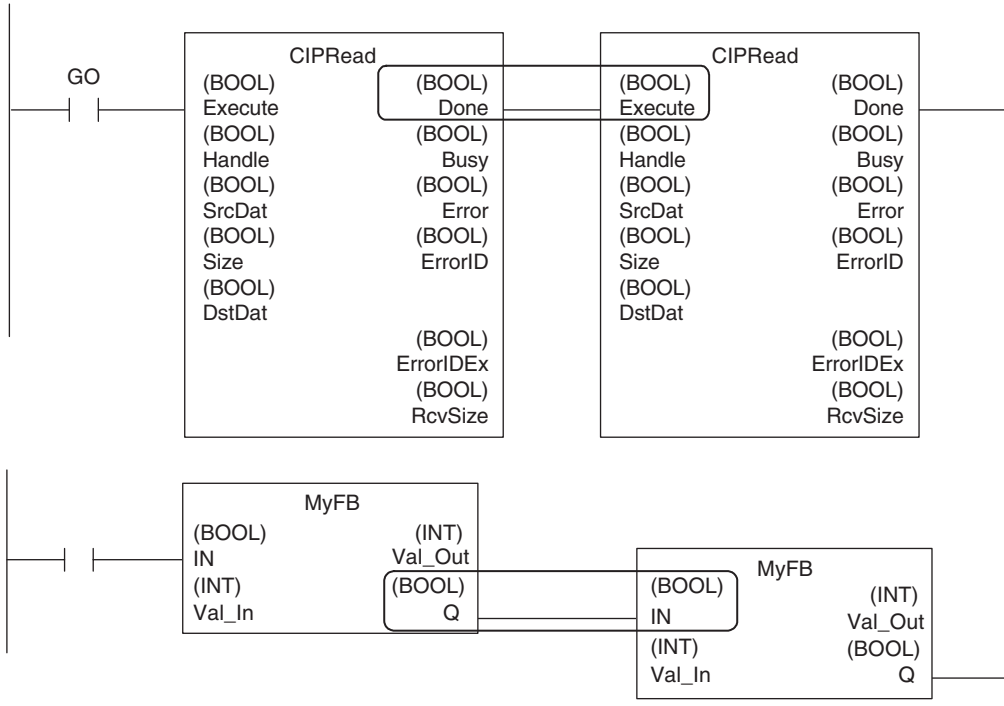 GO
CIPRead
(BOOL)
Execute
(BOOL)
Handle
(BOOL)
SrcDat
(BOOL)
Size
(BOOL)
DstDat
(BOOL)
Done
(BOOL)
Busy
(BOOL)
Error
(BOOL)
ErrorID
(BOOL)
ErrorIDEx
(BOOL)
RcvSize
CIPRead
(BOOL)
Execute
(BOOL)
Handle
(BOOL)
SrcDat
(BOOL)
Size
(BOOL)
DstDat
(BOOL)
Done
(BOOL)
Busy
(BOOL)
Error
(BOOL)
ErrorID
(BOOL)
ErrorIDEx
(BOOL)
RcvSize
MyFB
(BOOL)
IN
(INT)
Val_In
(INT)
Val_Out
(BOOL)
Q
MyFB
(BOOL)
IN
(INT)
Val_In
(INT)
Val_Out
(BOOL)
Q